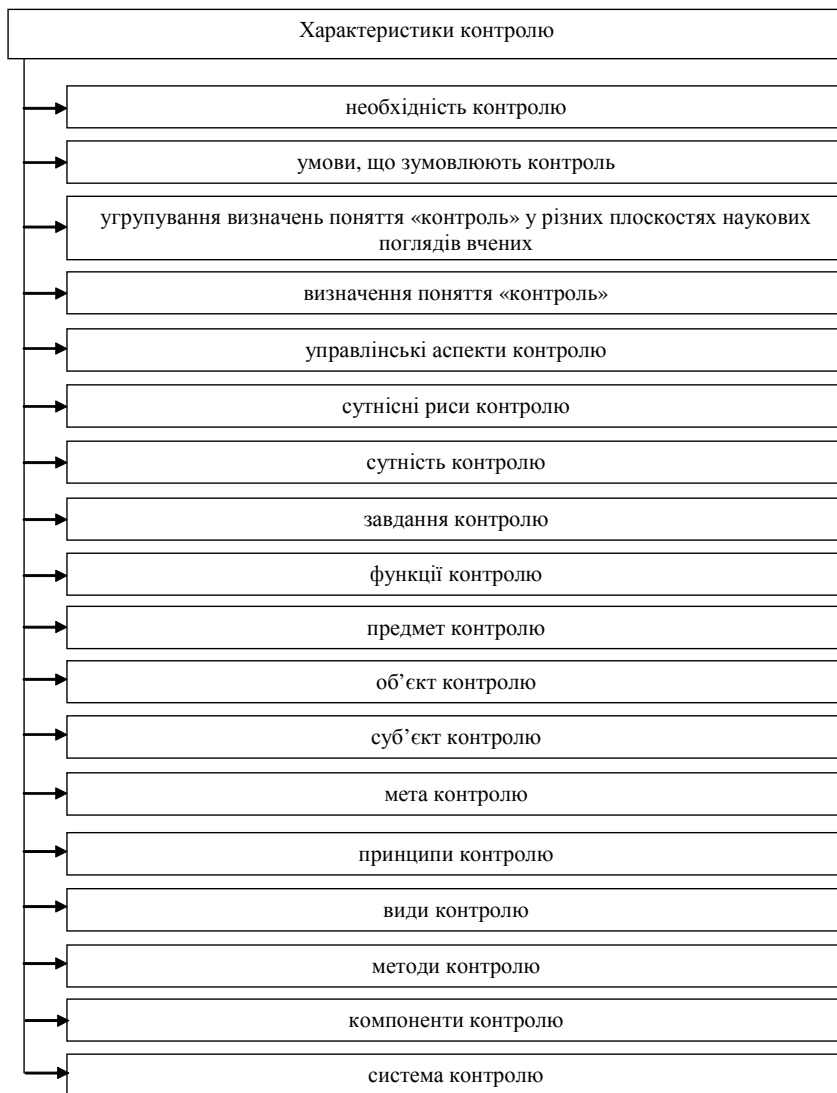 Характеристики контролю
необхідність контролю
умови, що зумовлюють контроль
угрупування визначень поняття «контроль» у різних плоскостях наукових
поглядів вчених
визначення поняття «контроль»
управлінські аспекти контролю
сутнісні риси контролю
сутність контролю
завдання контролю
функції контролю
предмет контролю
об’єкт контролю
суб’єкт контролю
мета контролю
принципи контролю
види контролю
методи контролю
компоненти контролю
система контролю